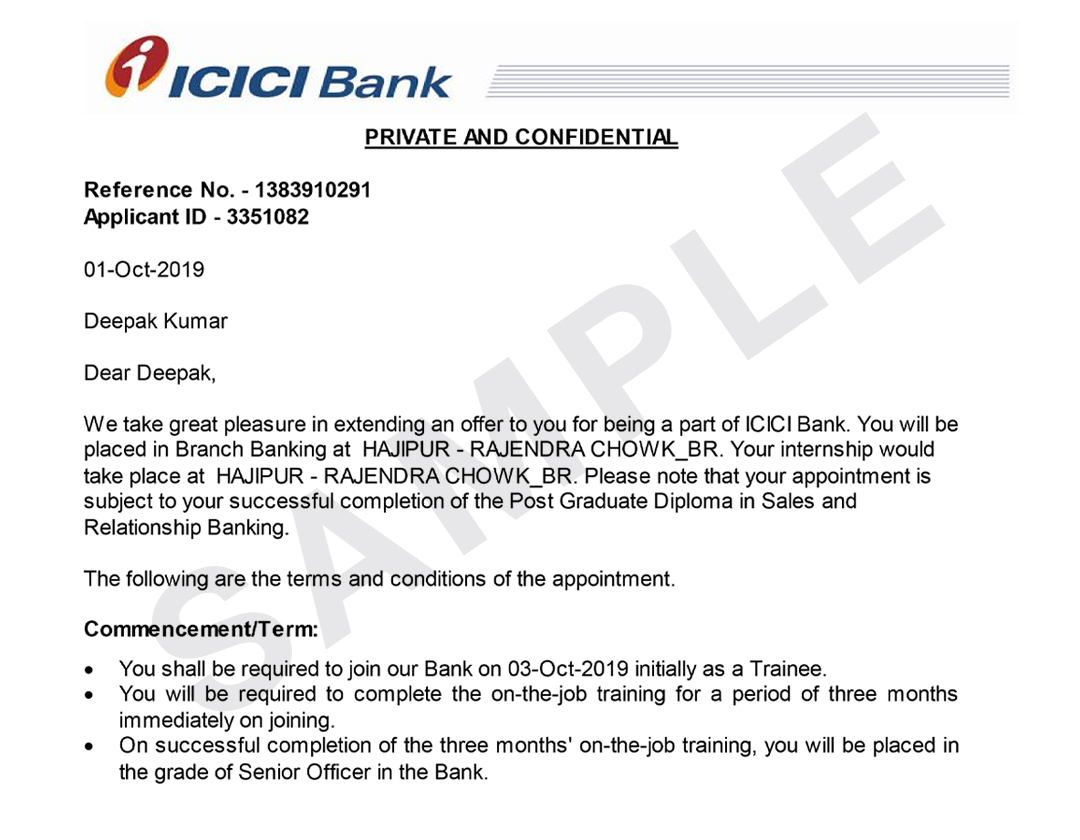 ICICI Bank
PRIVATE AND CONFIDENTIAL
Reference No. - 1383910291
Applicant ID - 3351082
01-Oct-2019
Deepak Kumar
Dear Deepak,
We take great pleasure in extending an offer to you for being a part of ICICI Bank. You will be
placed in Branch Banking at HAJIPUR - RAJENDRA CHOWK_BR. Your internship would
take place at HAJIPUR - RAJENDRA CHOWK_BR. Please note that your appointment is
subject to your successful completion of the Post Graduate Diploma in Sales and
Relationship Banking.
The following are the terms and conditions of the appointment.
Commencement/Term:
• You shall be required to join our Bank on 03-Oct-2019 initially as a Trainee.
• You will be required to complete the on-the-job training for a period of three months
immediately on joining.
• On successful completion of the three months' on-the-job training, you will be placed in
the grade of Senior Officer in the Bank.
SAMPLE